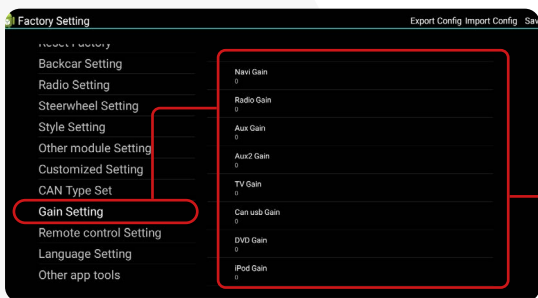 Factory Setting
Export Config Import Config Sav
Reset Factory
Backcar Setting
Radio Setting
Steerwheel Setting
Style Setting
Other module Setting
Customized Setting
CAN Type Set
Gain Setting
Remote control Setting
Language Setting
Other app tools
Navi Gain
0
Radio Gain
0
Aux Gain
0
Aux2 Gain
0
TV Gain
0
Can usb Gain
0
DVD Gain
0
iPod Gain
0